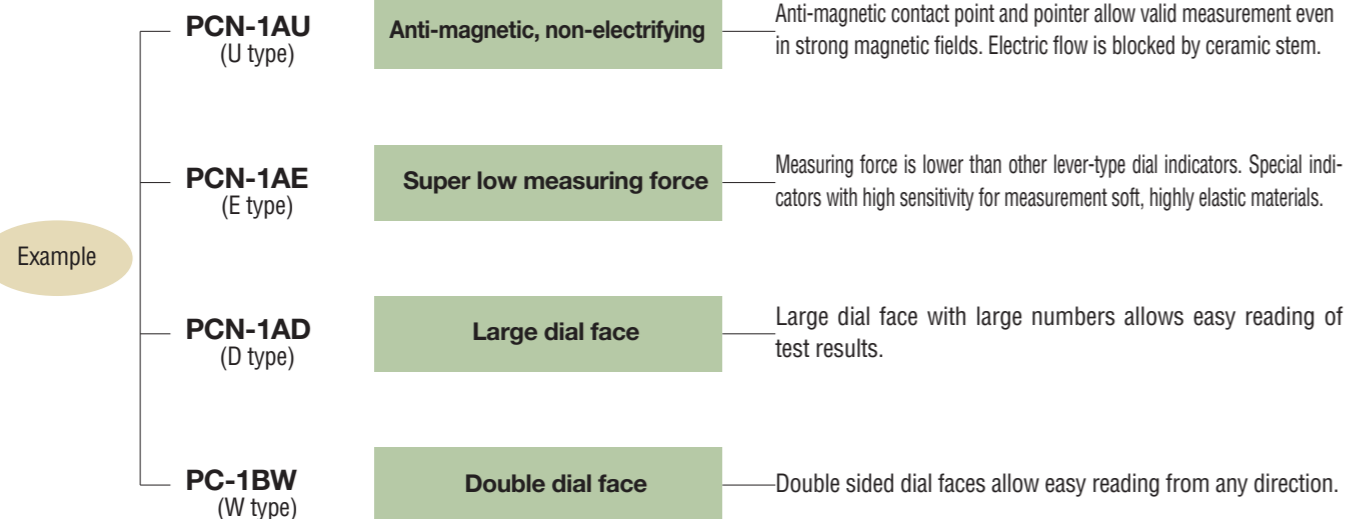 PCN-1AU
(U type)
Anti-magnetic, non-electrifying
Anti-magnetic contact point and pointer allow valid measurement even
in strong magnetic fields. Electric flow is blocked by ceramic stem.
PCN-1AE
(E type)
Super low measuring force
Measuring force is lower than other lever-type dial indicators. Special indi-
cators with high sensitivity for measurement soft, highly elastic materials.
Example
PCN-1AD
(D type)
Large dial face
Large dial face with large numbers allows easy reading of
test results.
PC-1BW
(W type)
Double dial face
Double sided dial faces allow easy reading from any direction.